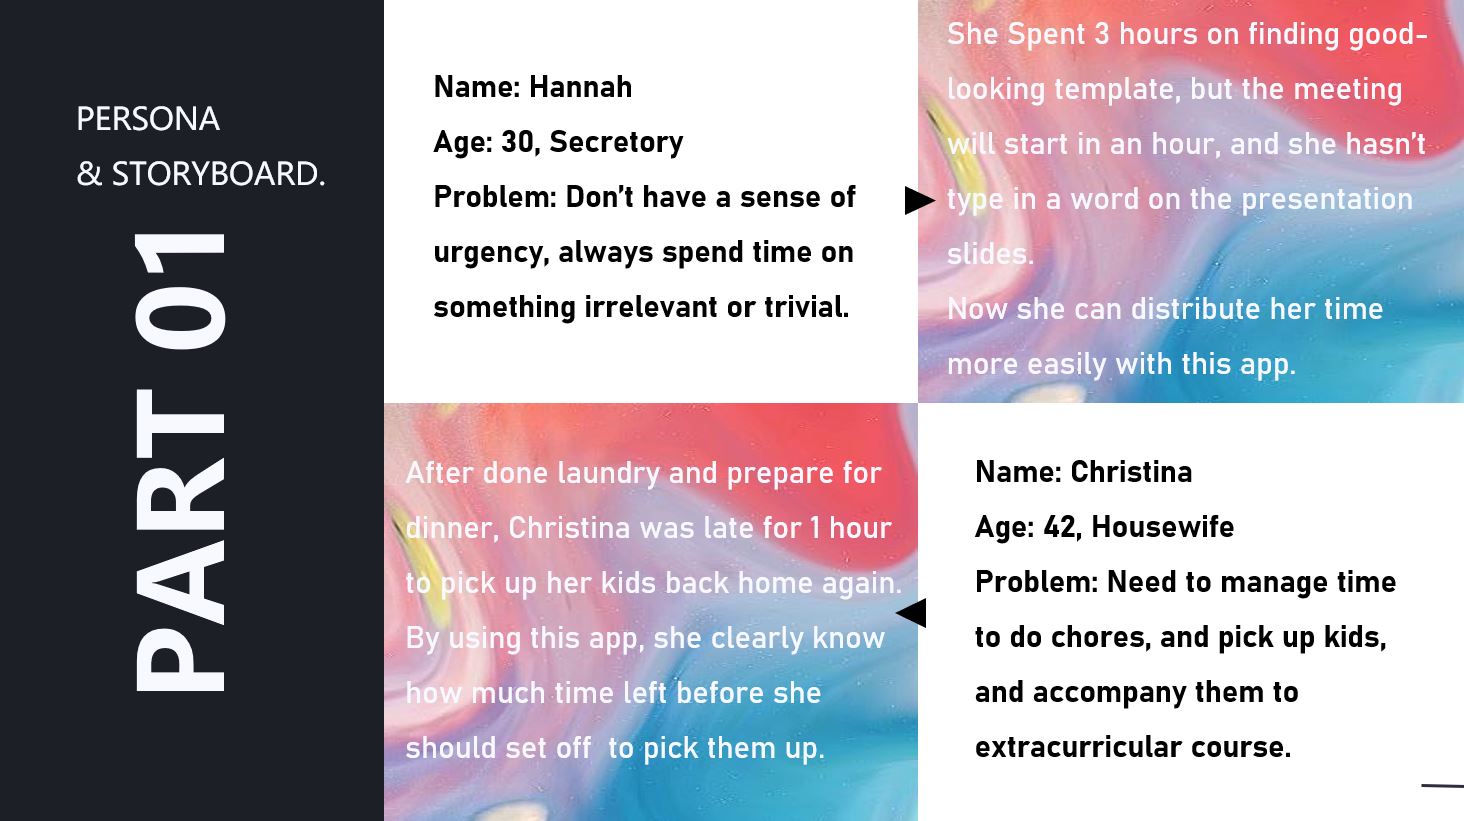 PERSONA
& STORYBOARD.
PART 01
Name: Hannah
Age: 30, Secretory
Problem: Don't have a sense of
urgency, always spend time on
something irrelevant or trivial.
She Spent 3 hours on finding good-
looking template, but the meeting
will start in an hour, and she hasn't
type in a word on the presentation
slides.
Now she can distribute her time
more easily with this app.
After done laundry and prepare for
dinner, Christina was late for 1 hour
to pick up her kids back home again.
By using this app, she clearly know
how much time left before she
should set off  to pick them up.
Name: Christina
Age: 42, Housewife
Problem: Need to manage time
to do chores, and pick up kids,
and accompany them to
extracurricular course.